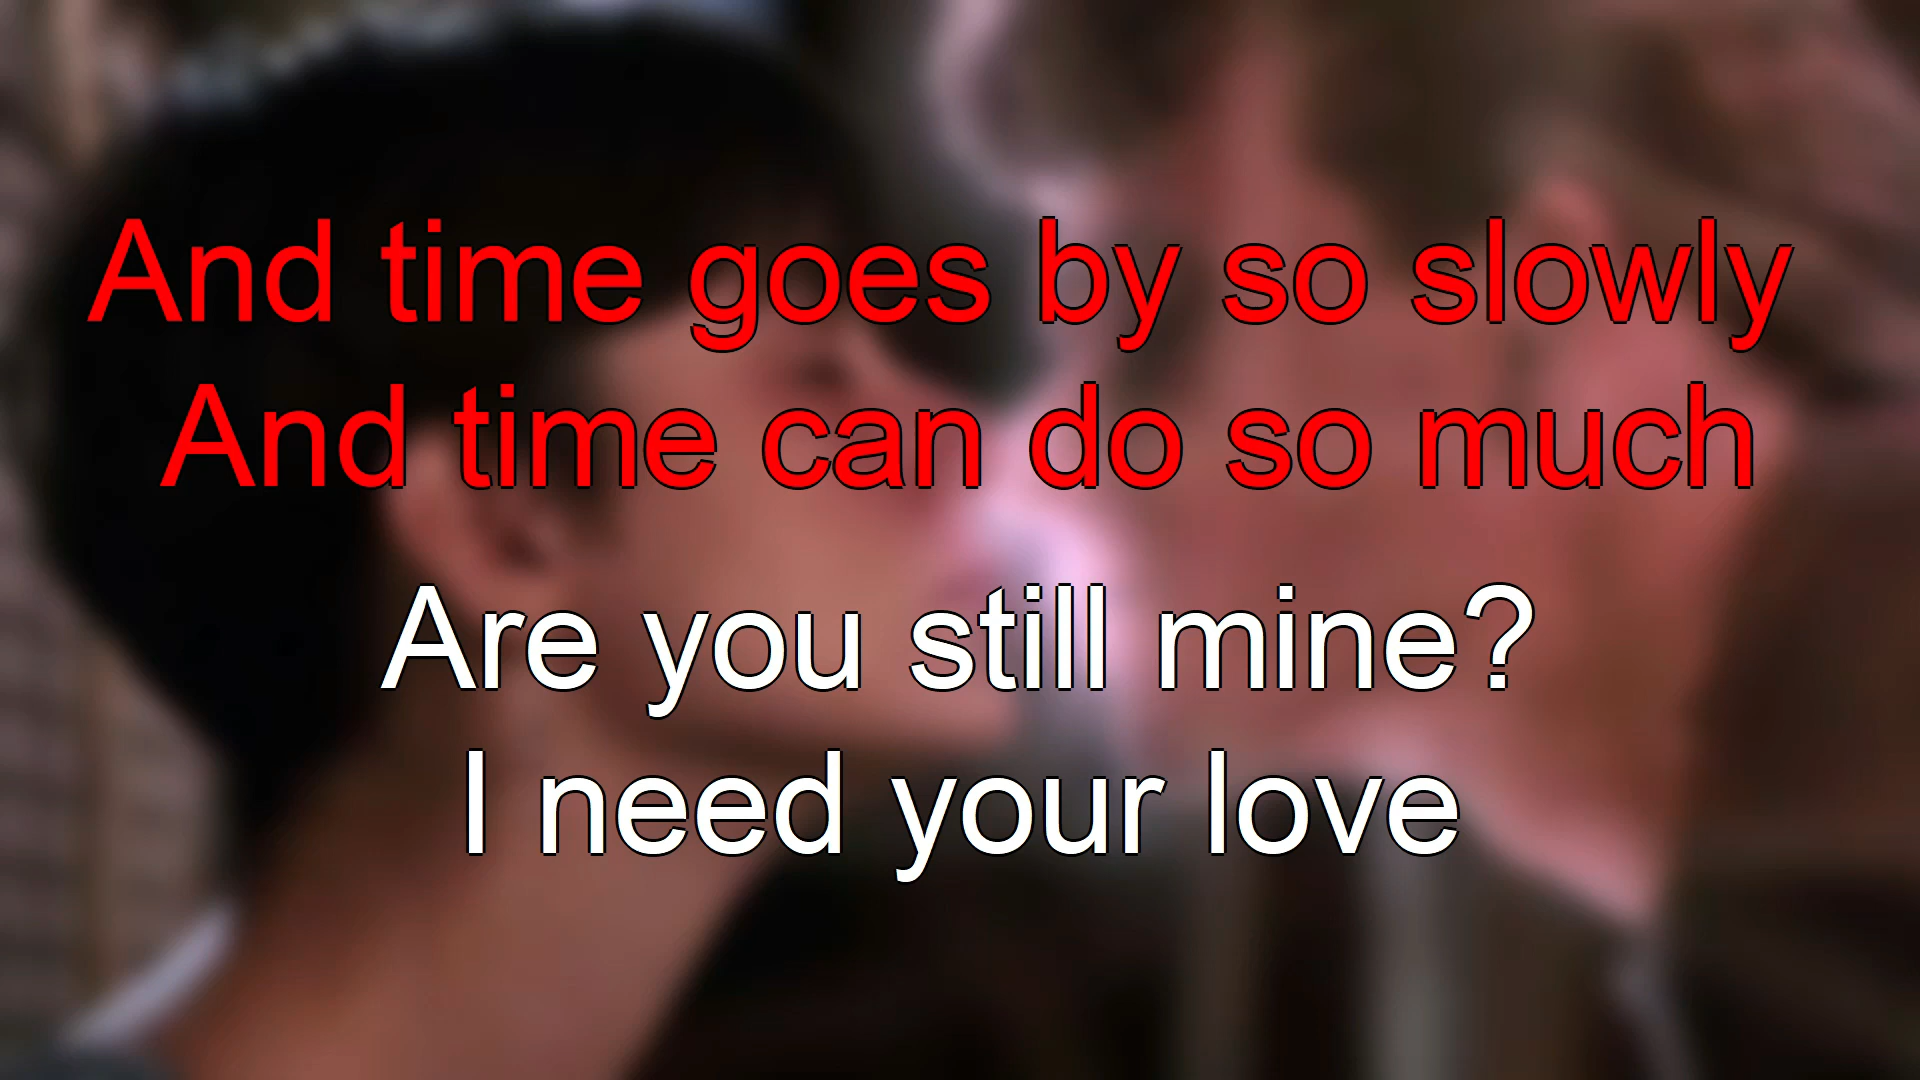 And time goes by so slowly
And time can do so much
Are you still mine?
I need your love